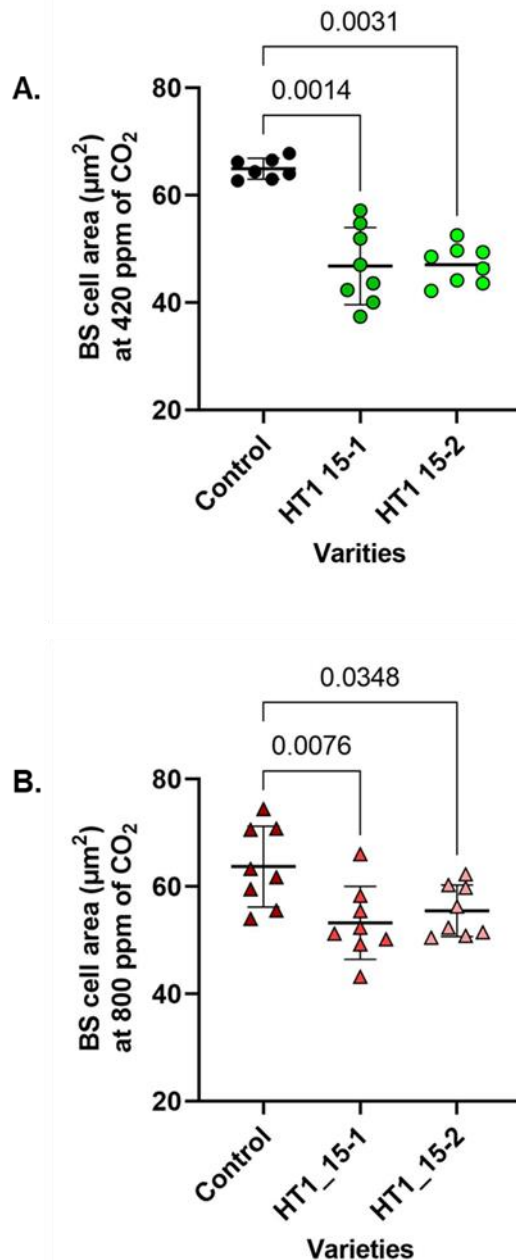 A.
0.0031
0.0014
BS cell area (µm²)
at 420 ppm of CO₂
80
60
40
20
Control
HT1 15-1
HT1 15-2
Varities
B.
0.0348
0.0076
BS cell area (µm²)
at 800 ppm of CO₂
80
60
40
20
Control
HT1_15-1
HT1_15-2
Varieties